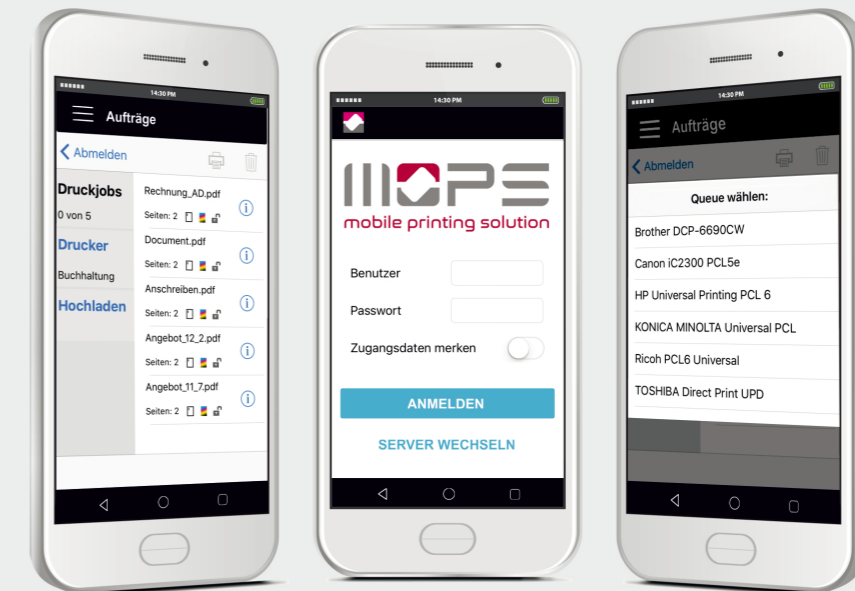 14:30 PM
Aufträge
Abmelden
Druckjobs
0 von 5
Drucker
Buchhaltung
Hochladen
Rechnung_AD.pdf
Seiten: 2
Document.pdf
Seiten: 2
Anschreiben.pdf
Seiten: 2
Angebot_12_2.pdf
Seiten: 2
Angebot_11_7.pdf
Seiten: 2
14:30 PM
MOPS
mobile printing solution
Benutzer
Passwort
Zugangsdaten merken
ANMELDEN
SERVER WECHSELN
14:30 PM
Aufträge
Abmelden
Queue wählen:
Brother DCP-6690CW
Canon iC2300 PCL5e
HP Universal Printing PCL 6
KONICA MINOLTA Universal PCL
Ricoh PCL6 Universal
TOSHIBA Direct Print UPD